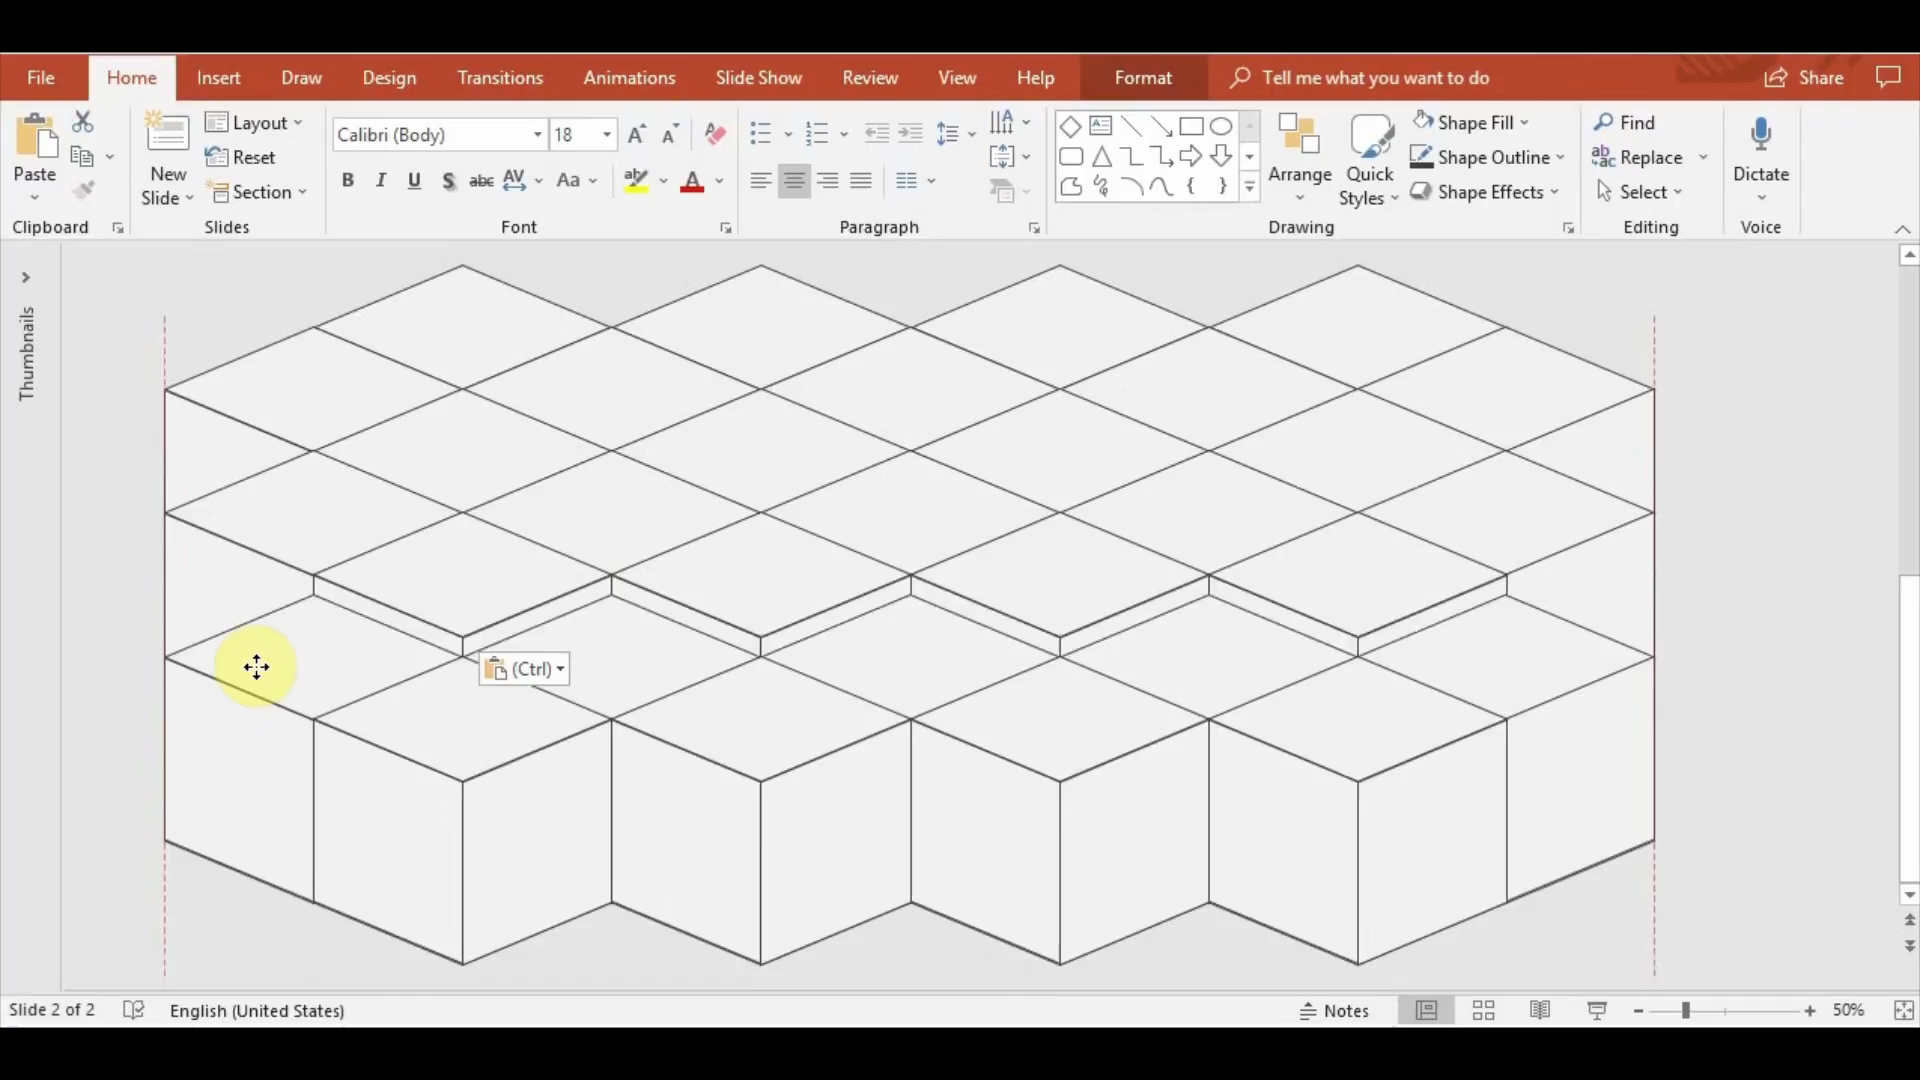 File Home Insert Draw Design Transitions Animations Slide Show Review View Help Format Tell me what you want to do Share
Paste
New
Slide
Layout
Reset
Section
Calibri (Body) 18
B I U S abc AV Aa A
Arrange
Quick
Styles
Shape Fill
Shape Outline
Shape Effects
Find
Replace
Select
Dictate
Clipboard Slides Font Paragraph Drawing Editing Voice
Thumbnails
(Ctrl)
Slide 2 of 2 English (United States) Notes 50%